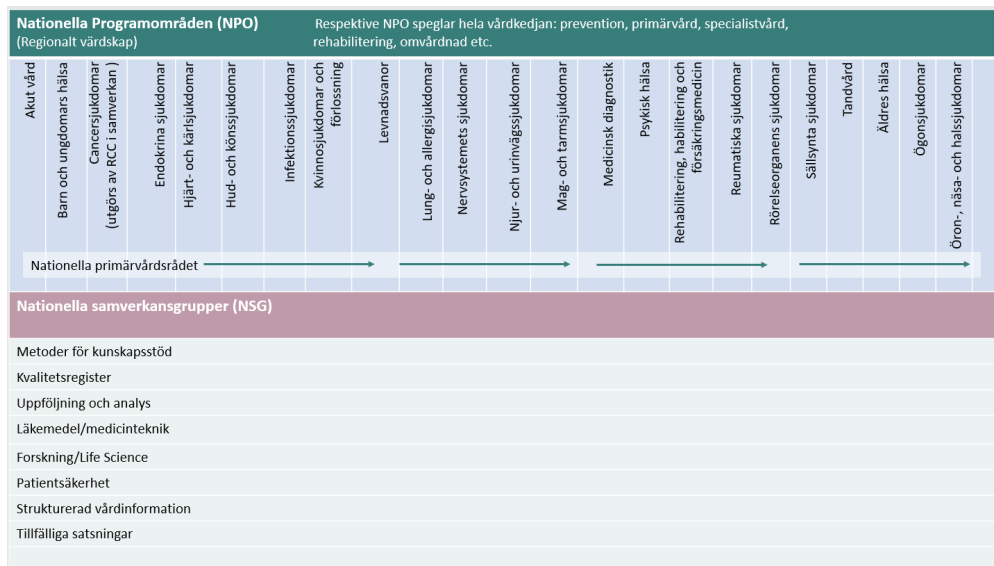 Nationella Programområden (NPO)
(Regionalt värdskap)
Respektive NPO speglar hela vårdkedjan: prevention, primärvård, specialistvård,
rehabilitering, omvårdnad etc.
Akut vård
Barn och ungdomars hälsa
Cancersjukdomar
(utgörs av RCC i samverkan )
Endokrina sjukdomar
Hjärt- och kärlsjukdomar
Hud- och könssjukdomar
Infektionssjukdomar
Kvinnosjukdomar och
förlossning
Levnadsvanor
Lung- och allergisjukdomar
Nervsystemets sjukdomar
Njur- och urinvägssjukdomar
Mag- och tarmsjukdomar
Medicinsk diagnostik
Psykisk hälsa
Rehabilitering, habilitering och
försäkringsmedicin
Reumatiska sjukdomar
Rörelseorganens sjukdomar
Sällsynta sjukdomar
Tandvård
Äldres hälsa
Ögonsjukdomar
Öron-, näsa- och halssjukdomar
Nationella primärvårdsrådet
Nationella samverkansgrupper (NSG)
Metoder för kunskapsstöd
Kvalitetsregister
Uppföljning och analys
Läkemedel/medicinteknik
Forskning/Life Science
Patientsäkerhet
Strukturerad vårdinformation
Tillfälliga satsningar